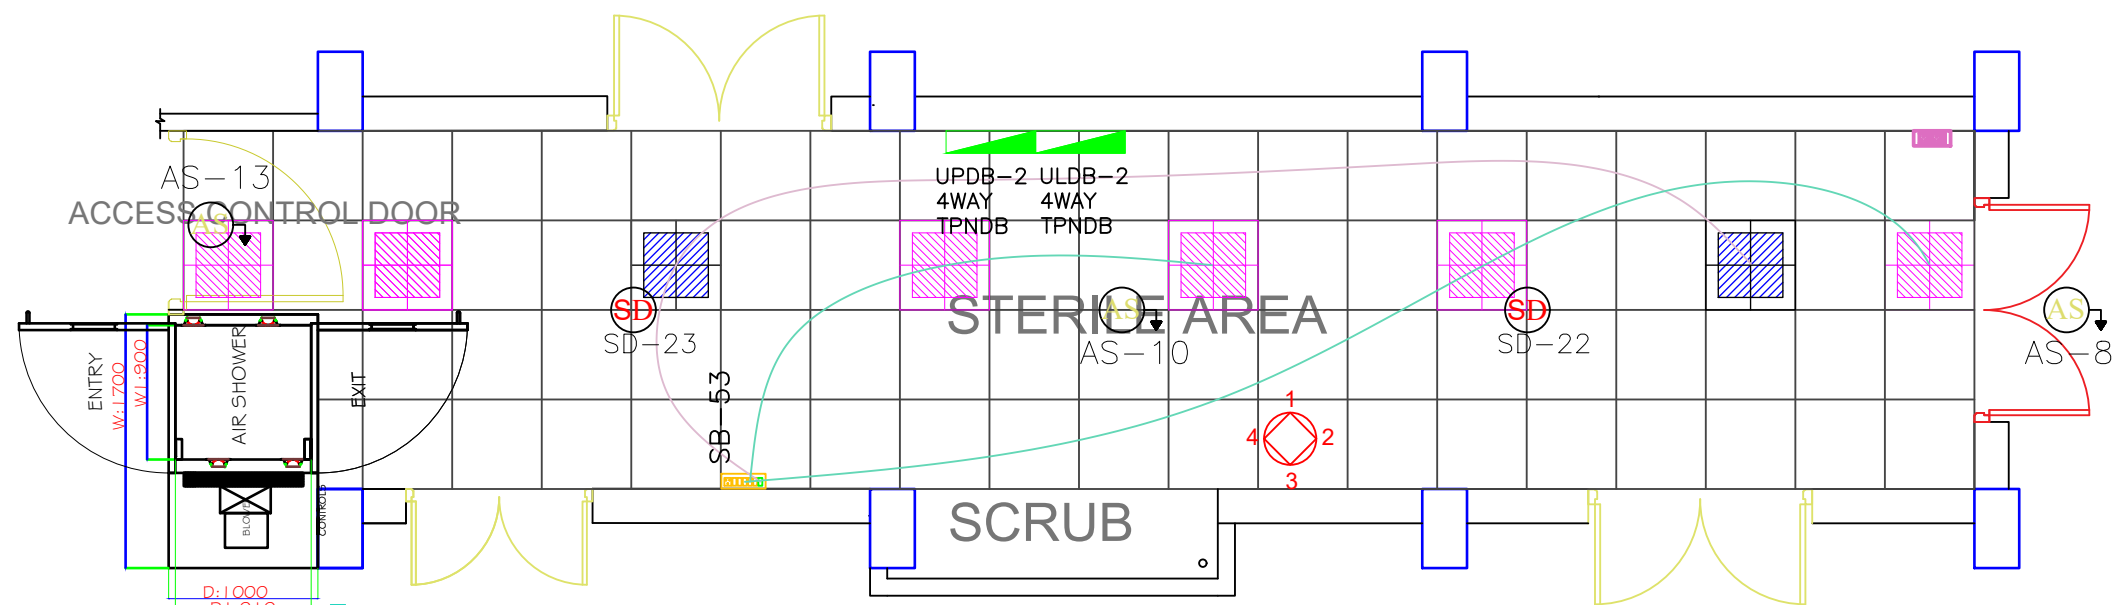 AS-13
ACCESS CONTROL DOOR
AS
UPDB-2
4WAY
TPNDB
ULDB-2
4WAY
TPNDB
STERILE AREA
SD
SD-23
AS
AS-10
SD
SD-22
AS
AS-8
ENTRY
W:1700
W1:900
AIR SHOWER
EXIT
SB-53
1
2
3
4
SCRUB
BLOWER
CONTROLS
D:1000